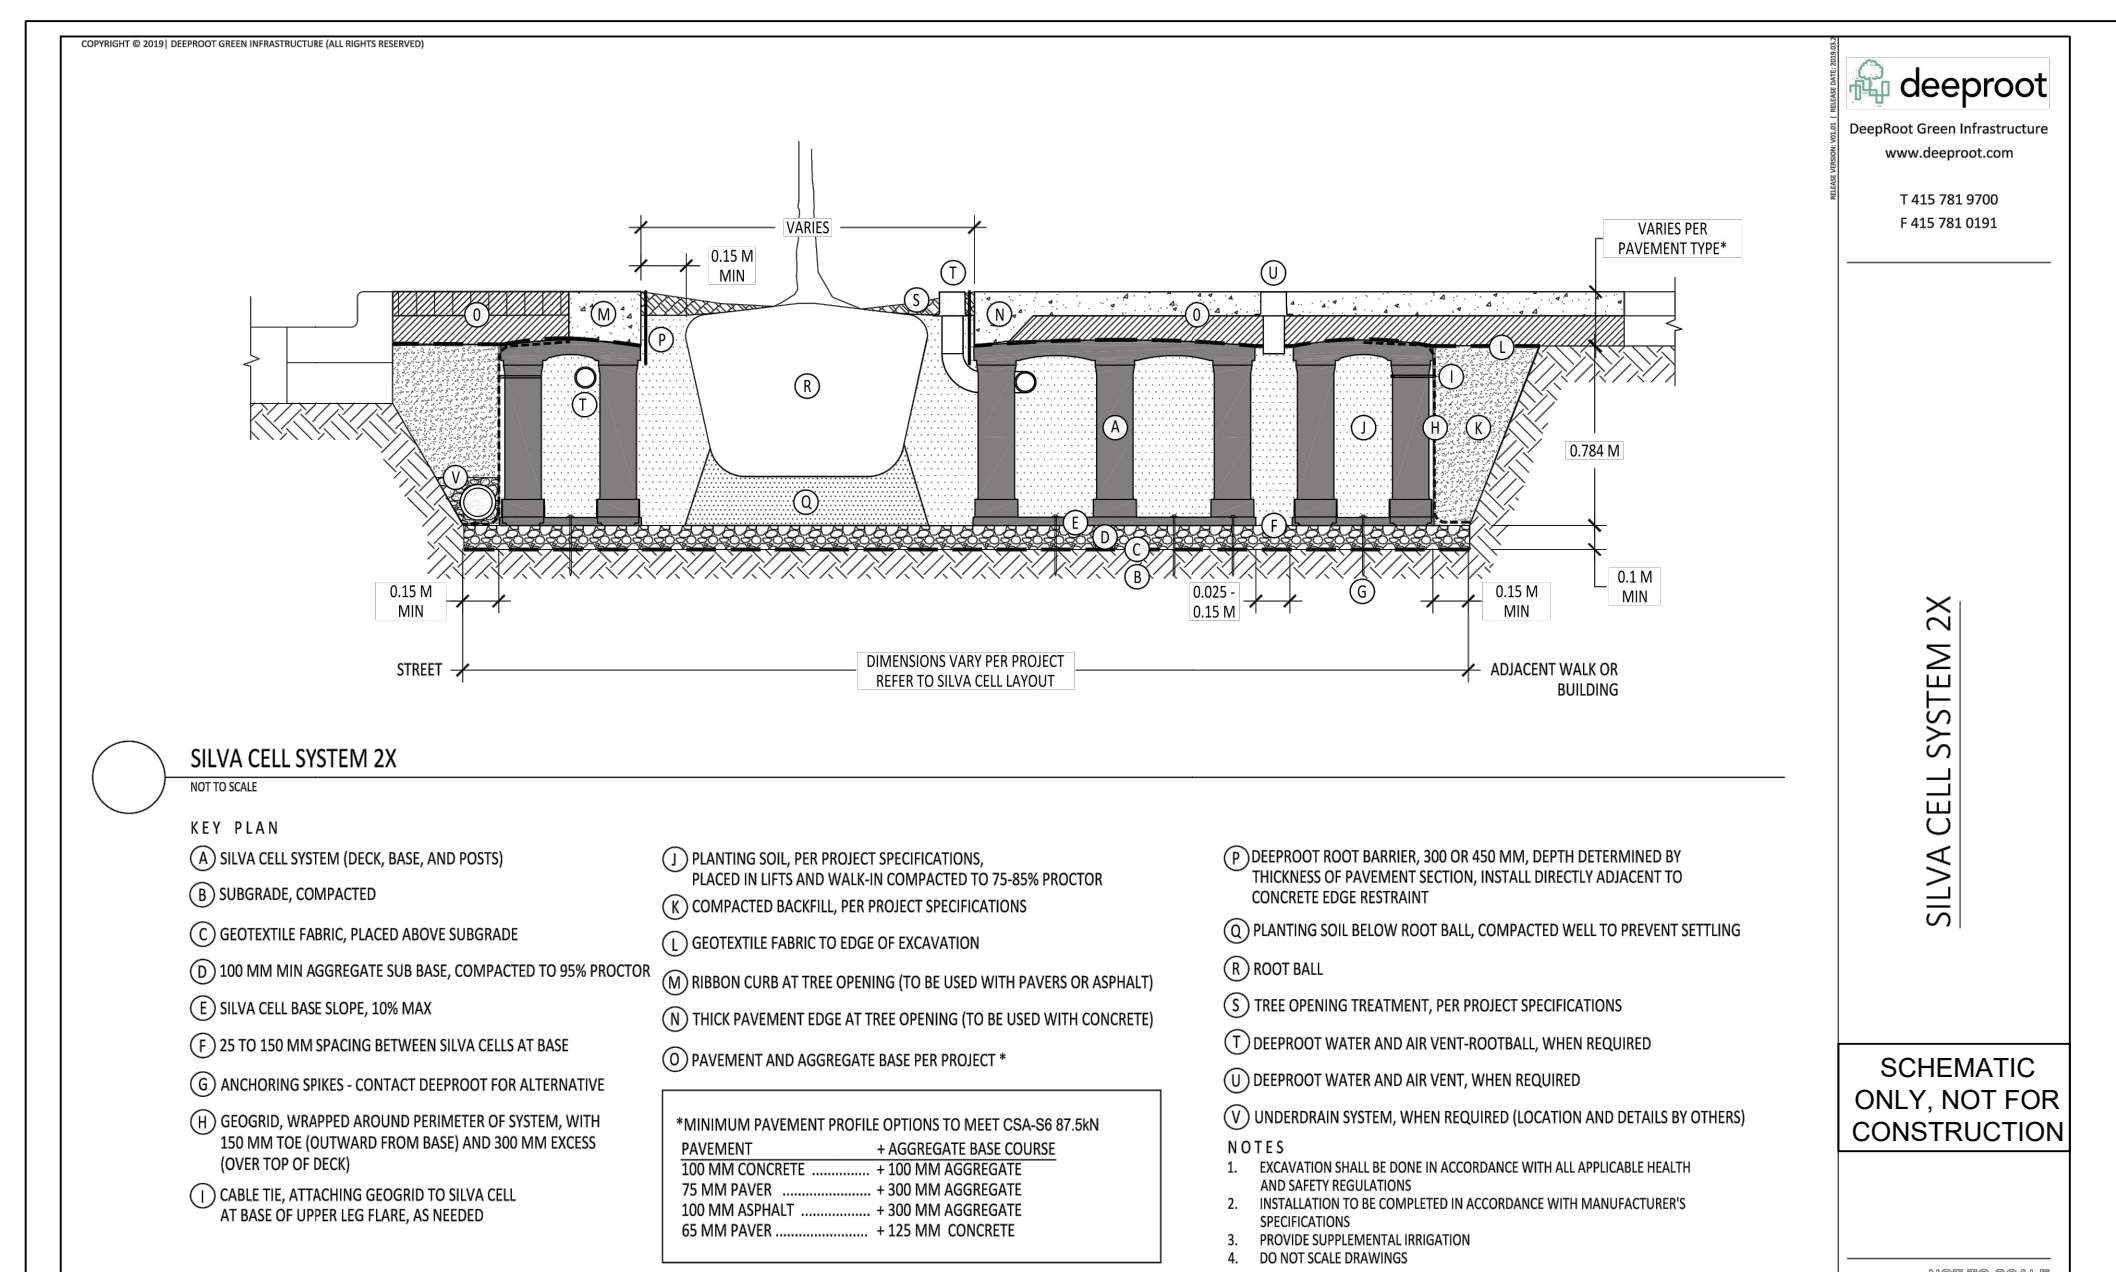 COPYRIGHT © 2019| DEEPROOT GREEN INFRASTRUCTURE (ALL RIGHTS RESERVED)
RELEASE VERSION: V01.01 | RELEASE DATE: 2019.03.2
deeproot
DeepRoot Green Infrastructure
www.deeproot.com
T 415 781 9700
F 415 781 0191
VARIES
0.15 M
MIN
VARIES PER
PAVEMENT TYPE*
T
U
S
O
M
N
O
P
L
R
I
T
A
J
H
K
0.784 M
V
Q
E
F
D
C
B
G
0.15 M
MIN
0.025 -
0.15 M
0.15 M
MIN
0.1 M
MIN
STREET
DIMENSIONS VARY PER PROJECT
REFER TO SILVA CELL LAYOUT
ADJACENT WALK OR
BUILDING
SILVA CELL SYSTEM 2X
NOT TO SCALE
KEY PLAN
A SILVA CELL SYSTEM (DECK, BASE, AND POSTS)
B SUBGRADE, COMPACTED
C GEOTEXTILE FABRIC, PLACED ABOVE SUBGRADE
D 100 MM MIN AGGREGATE SUB BASE, COMPACTED TO 95% PROCTOR
E SILVA CELL BASE SLOPE, 10% MAX
F 25 TO 150 MM SPACING BETWEEN SILVA CELLS AT BASE
G ANCHORING SPIKES - CONTACT DEEPROOT FOR ALTERNATIVE
H GEOGRID, WRAPPED AROUND PERIMETER OF SYSTEM, WITH
150 MM TOE (OUTWARD FROM BASE) AND 300 MM EXCESS
(OVER TOP OF DECK)
I CABLE TIE, ATTACHING GEOGRID TO SILVA CELL
AT BASE OF UPPER LEG FLARE, AS NEEDED
J PLANTING SOIL, PER PROJECT SPECIFICATIONS,
PLACED IN LIFTS AND WALK-IN COMPACTED TO 75-85% PROCTOR
K COMPACTED BACKFILL, PER PROJECT SPECIFICATIONS
L GEOTEXTILE FABRIC TO EDGE OF EXCAVATION
M RIBBON CURB AT TREE OPENING (TO BE USED WITH PAVERS OR ASPHALT)
N THICK PAVEMENT EDGE AT TREE OPENING (TO BE USED WITH CONCRETE)
O PAVEMENT AND AGGREGATE BASE PER PROJECT *
*MINIMUM PAVEMENT PROFILE OPTIONS TO MEET CSA-S6 87.5kN
PAVEMENT + AGGREGATE BASE COURSE
100 MM CONCRETE ............... + 100 MM AGGREGATE
75 MM PAVER ....................... + 300 MM AGGREGATE
100 MM ASPHALT .................. + 300 MM AGGREGATE
65 MM PAVER ........................ + 125 MM CONCRETE
P DEEPROOT ROOT BARRIER, 300 OR 450 MM, DEPTH DETERMINED BY
THICKNESS OF PAVEMENT SECTION, INSTALL DIRECTLY ADJACENT TO
CONCRETE EDGE RESTRAINT
Q PLANTING SOIL BELOW ROOT BALL, COMPACTED WELL TO PREVENT SETTLING
R ROOT BALL
S TREE OPENING TREATMENT, PER PROJECT SPECIFICATIONS
T DEEPROOT WATER AND AIR VENT-ROOTBALL, WHEN REQUIRED
U DEEPROOT WATER AND AIR VENT, WHEN REQUIRED
V UNDERDRAIN SYSTEM, WHEN REQUIRED (LOCATION AND DETAILS BY OTHERS)
NOTES
1. EXCAVATION SHALL BE DONE IN ACCORDANCE WITH ALL APPLICABLE HEALTH
AND SAFETY REGULATIONS
2. INSTALLATION TO BE COMPLETED IN ACCORDANCE WITH MANUFACTURER'S
SPECIFICATIONS
3. PROVIDE SUPPLEMENTAL IRRIGATION
4. DO NOT SCALE DRAWINGS
SILVA CELL SYSTEM 2X
SCHEMATIC
ONLY, NOT FOR
CONSTRUCTION